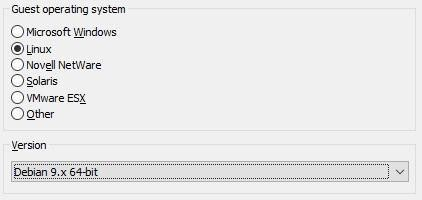 Guest operating system
Microsoft Windows
Linux
Novell NetWare
Solaris
VMware ESX
Other
Version
Debian 9.x 64-bit